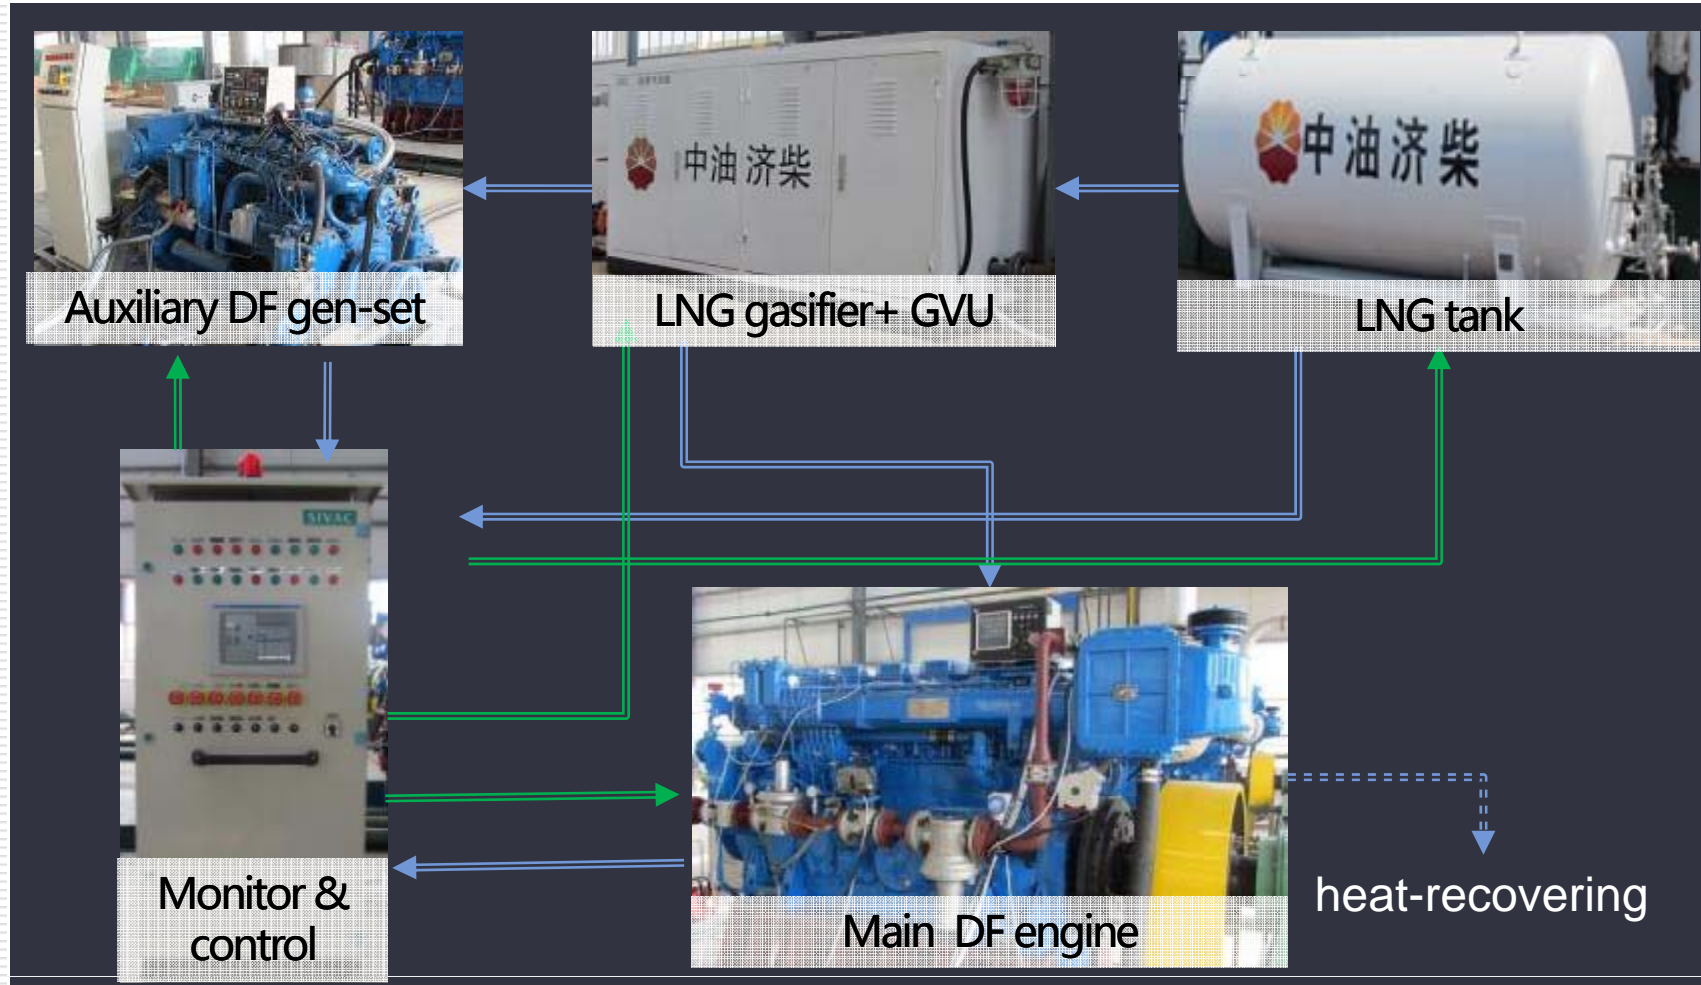 中油济柴
中油济柴
Auxiliary DF gen-set
LNG gasifier+ GVU
LNG tank
SIVAC
Monitor &
control
Main DF engine
heat-recovering